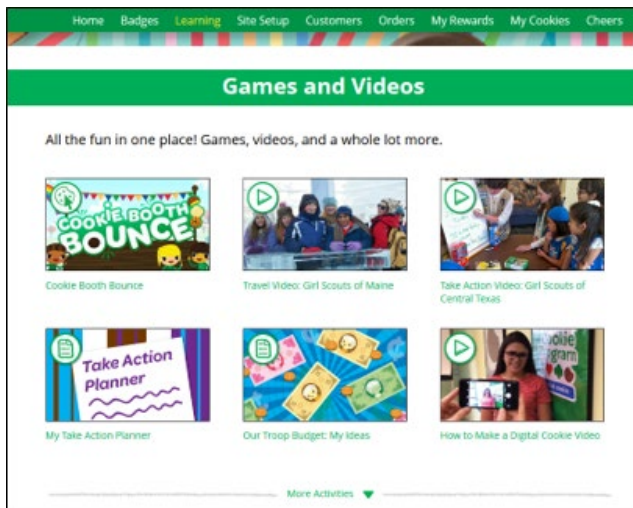 Home Badges Learning Site Setup Customers Orders My Rewards My Cookies Cheers
Games and Videos
All the fun in one place! Games, videos, and a whole lot more.
COOKIE BOOTH
BOUNCE
Cookie Booth Bounce
Travel Video: Girl Scouts of Maine
Take Action Video: Girl Scouts of
Central Texas
Take Action
Planner
My Take Action Planner
Our Troop Budget: My Ideas
How to Make a Digital Cookie Video
More Activities